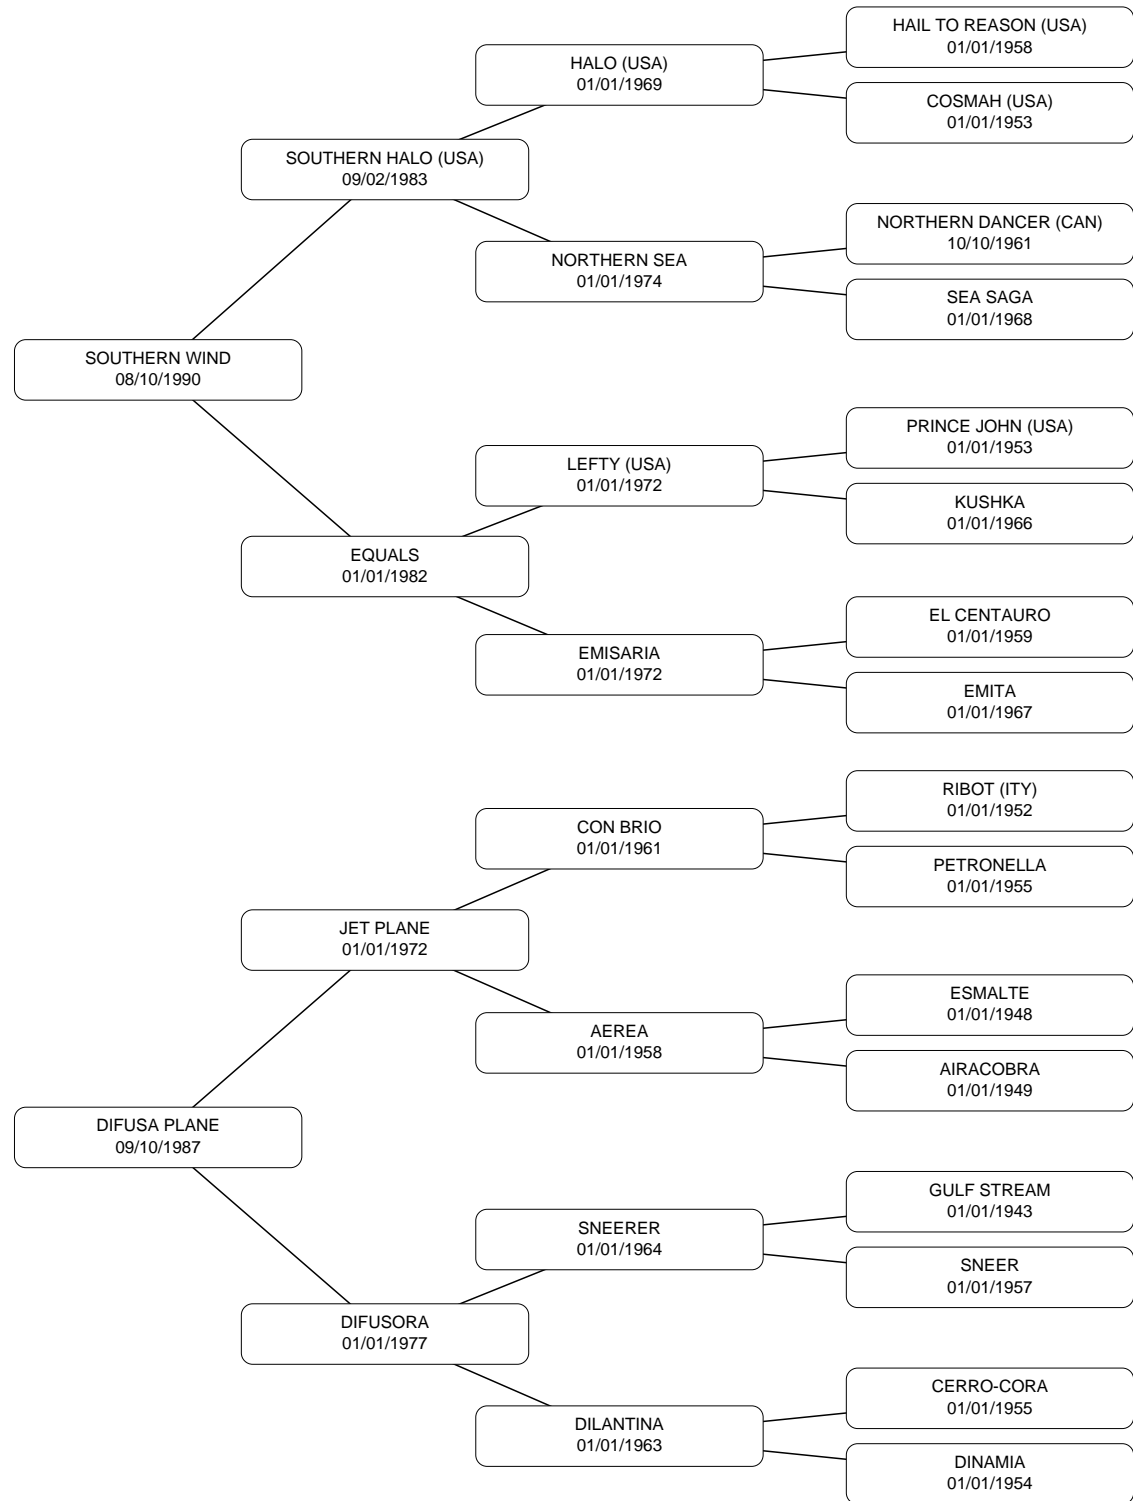 HAIL TO REASON (USA)
01/01/1958
HALO (USA)
01/01/1969
COSMAH (USA)
01/01/1953
SOUTHERN HALO (USA)
09/02/1983
NORTHERN DANCER (CAN)
10/10/1961
NORTHERN SEA
01/01/1974
SEA SAGA
01/01/1968
SOUTHERN WIND
08/10/1990
PRINCE JOHN (USA)
01/01/1953
LEFTY (USA)
01/01/1972
KUSHKA
01/01/1966
EQUALS
01/01/1982
EL CENTAURO
01/01/1959
EMISARIA
01/01/1972
EMITA
01/01/1967
RIBOT (ITY)
01/01/1952
CON BRIO
01/01/1961
PETRONELLA
01/01/1955
JET PLANE
01/01/1972
ESMALTE
01/01/1948
AEREA
01/01/1958
AIRACOBRA
01/01/1949
DIFUSA PLANE
09/10/1987
GULF STREAM
01/01/1943
SNEERER
01/01/1964
SNEER
01/01/1957
DIFUSORA
01/01/1977
CERRO-CORA
01/01/1955
DILANTINA
01/01/1963
DINAMIA
01/01/1954